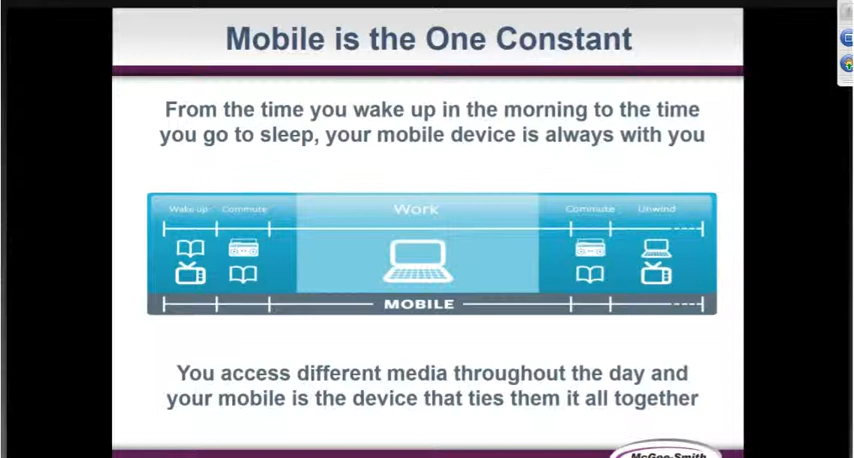 Mobile is the One Constant
From the time you wake up in the morning to the time
you go to sleep, your mobile device is always with you
Wake up Commute Work Commute Unwind
MOBILE
You access different media throughout the day and
your mobile is the device that ties them it all together
McGee-Smith